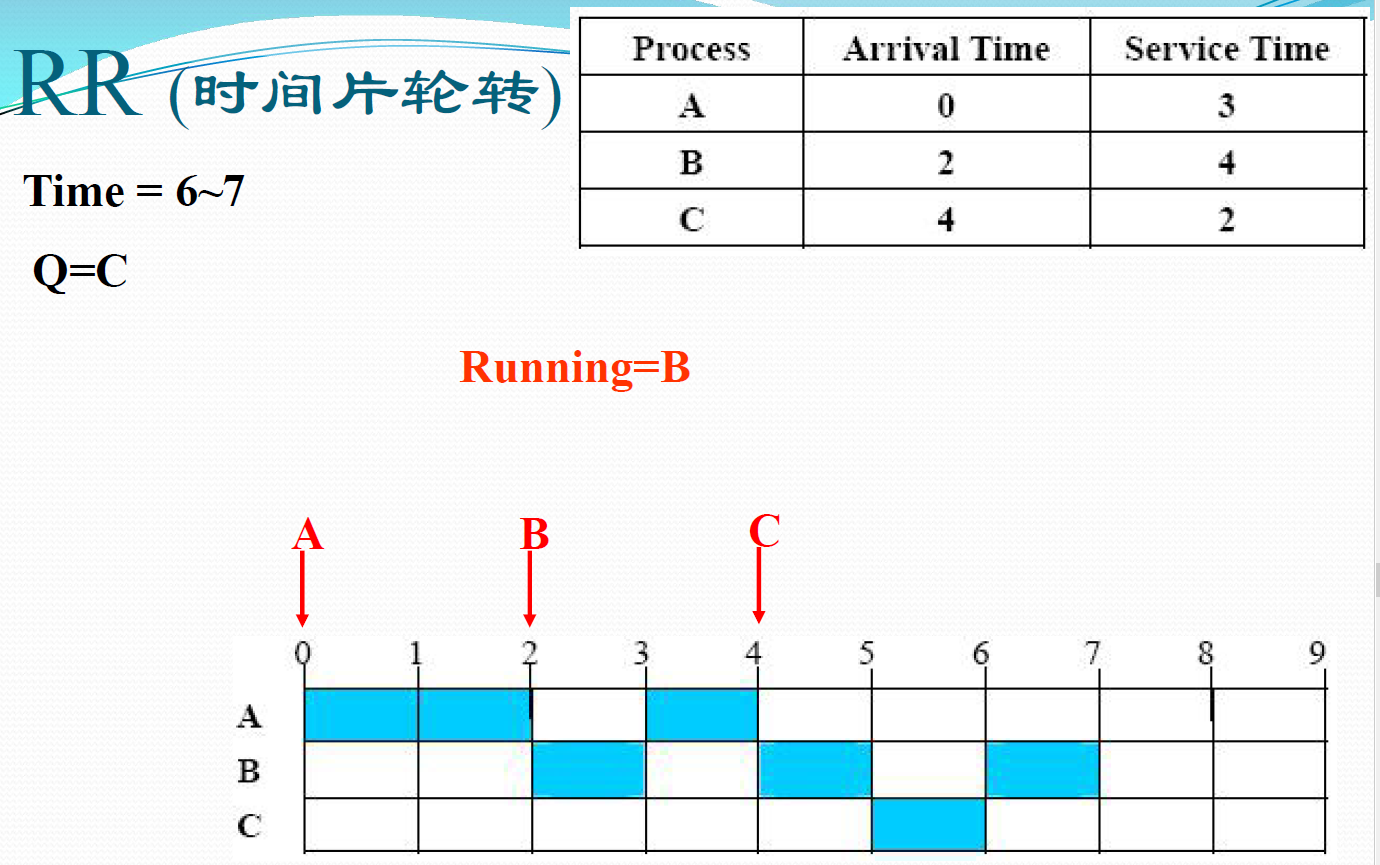 RR (时间片轮转)
Process Arrival Time Service Time
A 0 3
B 2 4
C 4 2
Time = 6~7
Q=C
Running=B
A B C
0 1 2 3 4 5 6 7 8 9
A
B
C